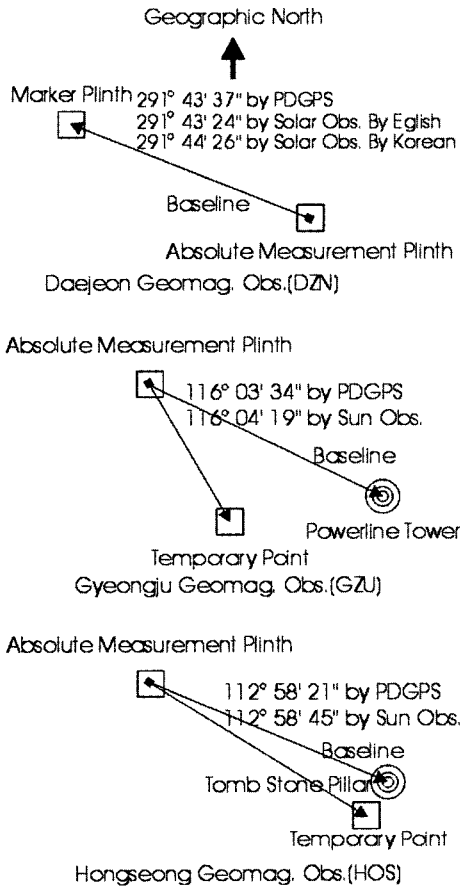 Geographic North
Marker Plinth
291° 43' 37" by PDGPS
291° 43' 24" by Solar Obs. By Eglish
291° 44' 26" by Solar Obs. By Korean
Baseline
Absolute Measurement Plinth
Daejeon Geomag. Obs.(DZN)
Absolute Measurement Plinth
116° 03' 34" by PDGPS
116° 04' 19" by Sun Obs.
Baseline
Powerline Tower
Temporary Point
Gyeongju Geomag. Obs.(GZU)
Absolute Measurement Plinth
112° 58' 21" by PDGPS
112° 58' 45" by Sun Obs.
Baseline
Tomb Stone Pillar
Temporary Point
Hongseong Geomag. Obs.(HOS)